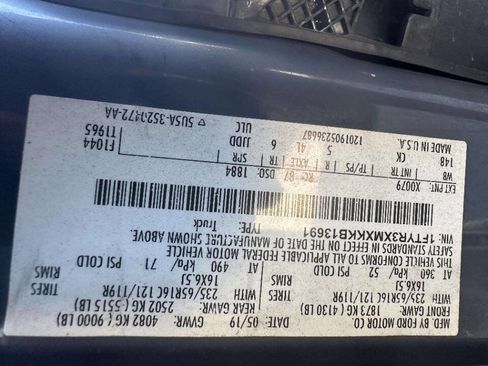 MFD. BY FORD MOTOR CO.
DATE: 05/19 GVWR: 4082 KG ( 9000 LB)
FRONT GAWR: 1873 KG ( 4130 LB) REAR GAWR: 2502 KG ( 5515 LB)
WITH 235/65R16C 121/119R TIRES WITH 235/65R16C 121/119R TIRES
16X6.5J RIMS 16X6.5J RIMS
360 kPa/ 52 PSI COLD 490 kPa/ 71 PSI COLD
THIS VEHICLE CONFORMS TO ALL APPLICABLE FEDERAL MOTOR VEHICLE
SAFETY STANDARDS IN EFFECT ON THE DATE OF MANUFACTURE SHOWN ABOVE.
VIN: 1FTYR3XMXKKB13691 TYPE: Truck
EXT PNT: X0079 RC: 87 DSO: 1884
WB INT TR TP/PS R AXLE TR SPR
148 CK 5 4L 6 JJDD F1044
T1965
MADE IN U.S.A. 120190523668? ULC